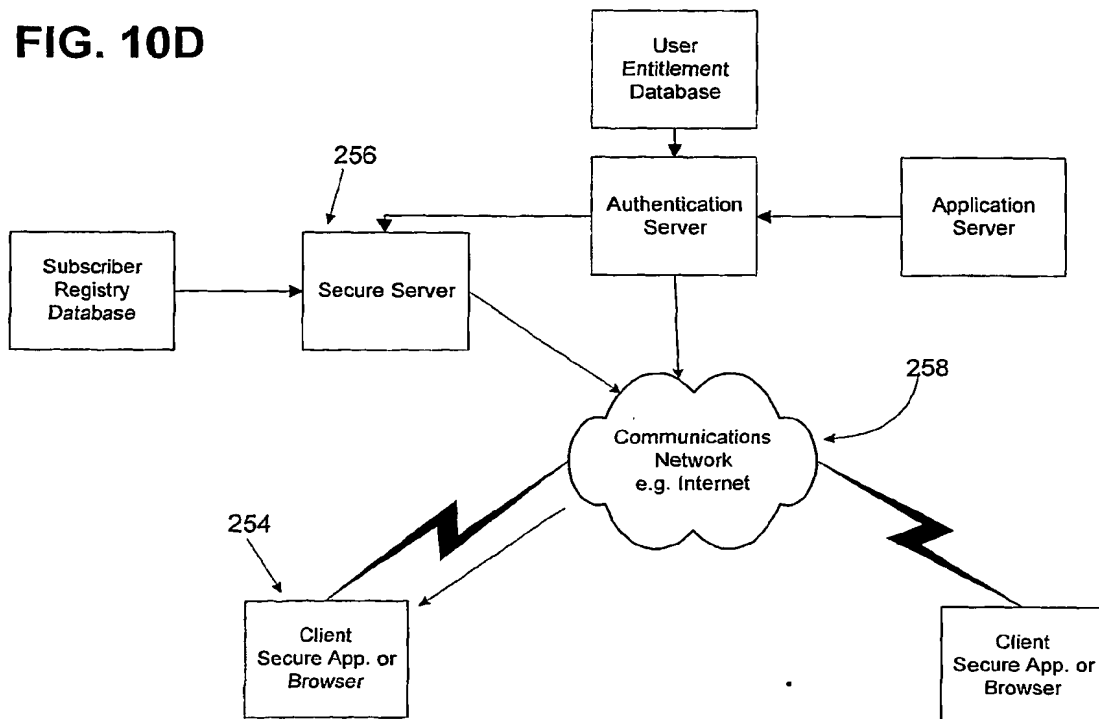 FIG. 10D
User
Entitlement
Database
256
Authentication
Server
Application
Server
Subscriber
Registry
Database
Secure Server
258
Communications
Network
e.g. Internet
254
Client
Secure App. or
Browser
Client
Secure App. or
Browser